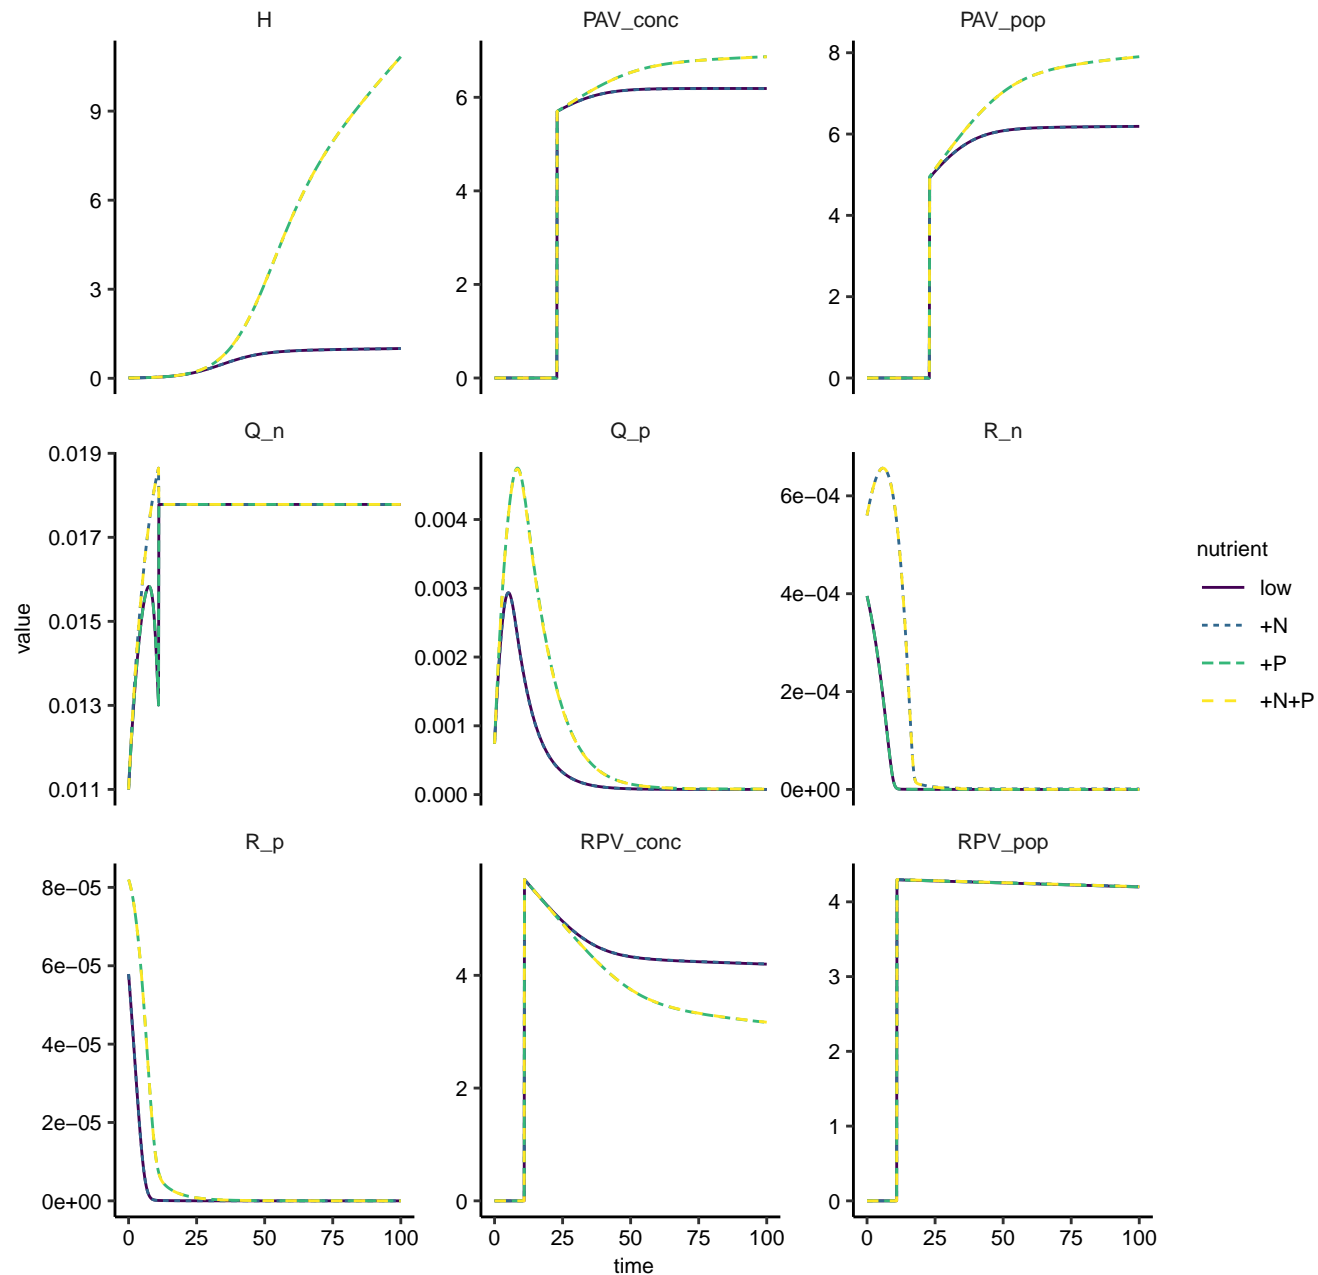 H
PAV_conc
PAV_pop
9
6
3
0
6
4
2
0
8
6
4
2
0
Q_n
Q_p
R_n
0.019
0.017
0.015
0.013
0.011
0.004
0.003
0.002
0.001
0.000
6e−04
4e−04
2e−04
0e+00
value
nutrient
low
+N
+P
+N+P
R_p
RPV_conc
RPV_pop
8e−05
6e−05
4e−05
2e−05
0e+00
4
2
0
4
3
2
1
0
0 25 50 75 100
0 25 50 75 100
0 25 50 75 100
time